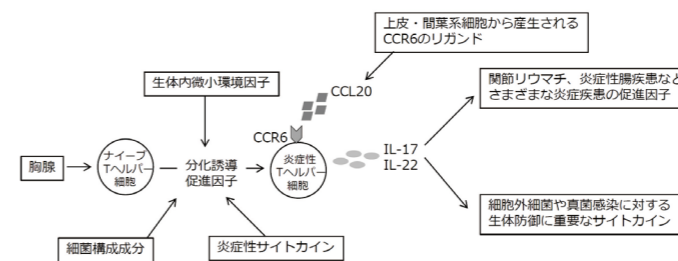 上皮・間葉系細胞から産生される
CCR6のリガンド
生体内微小環境因子
CCL20
関節リウマチ、炎症性腸疾患など
さまざまな炎症疾患の促進因子
CCR6
胸腺
ナイーブ
Tヘルパー
細胞
分化誘導
促進因子
炎症性
Tヘルパー
細胞
IL-17
IL-22
細胞外細菌や真菌感染に対する
生体防御に重要なサイトカイン
細菌構成成分
炎症性サイトカイン